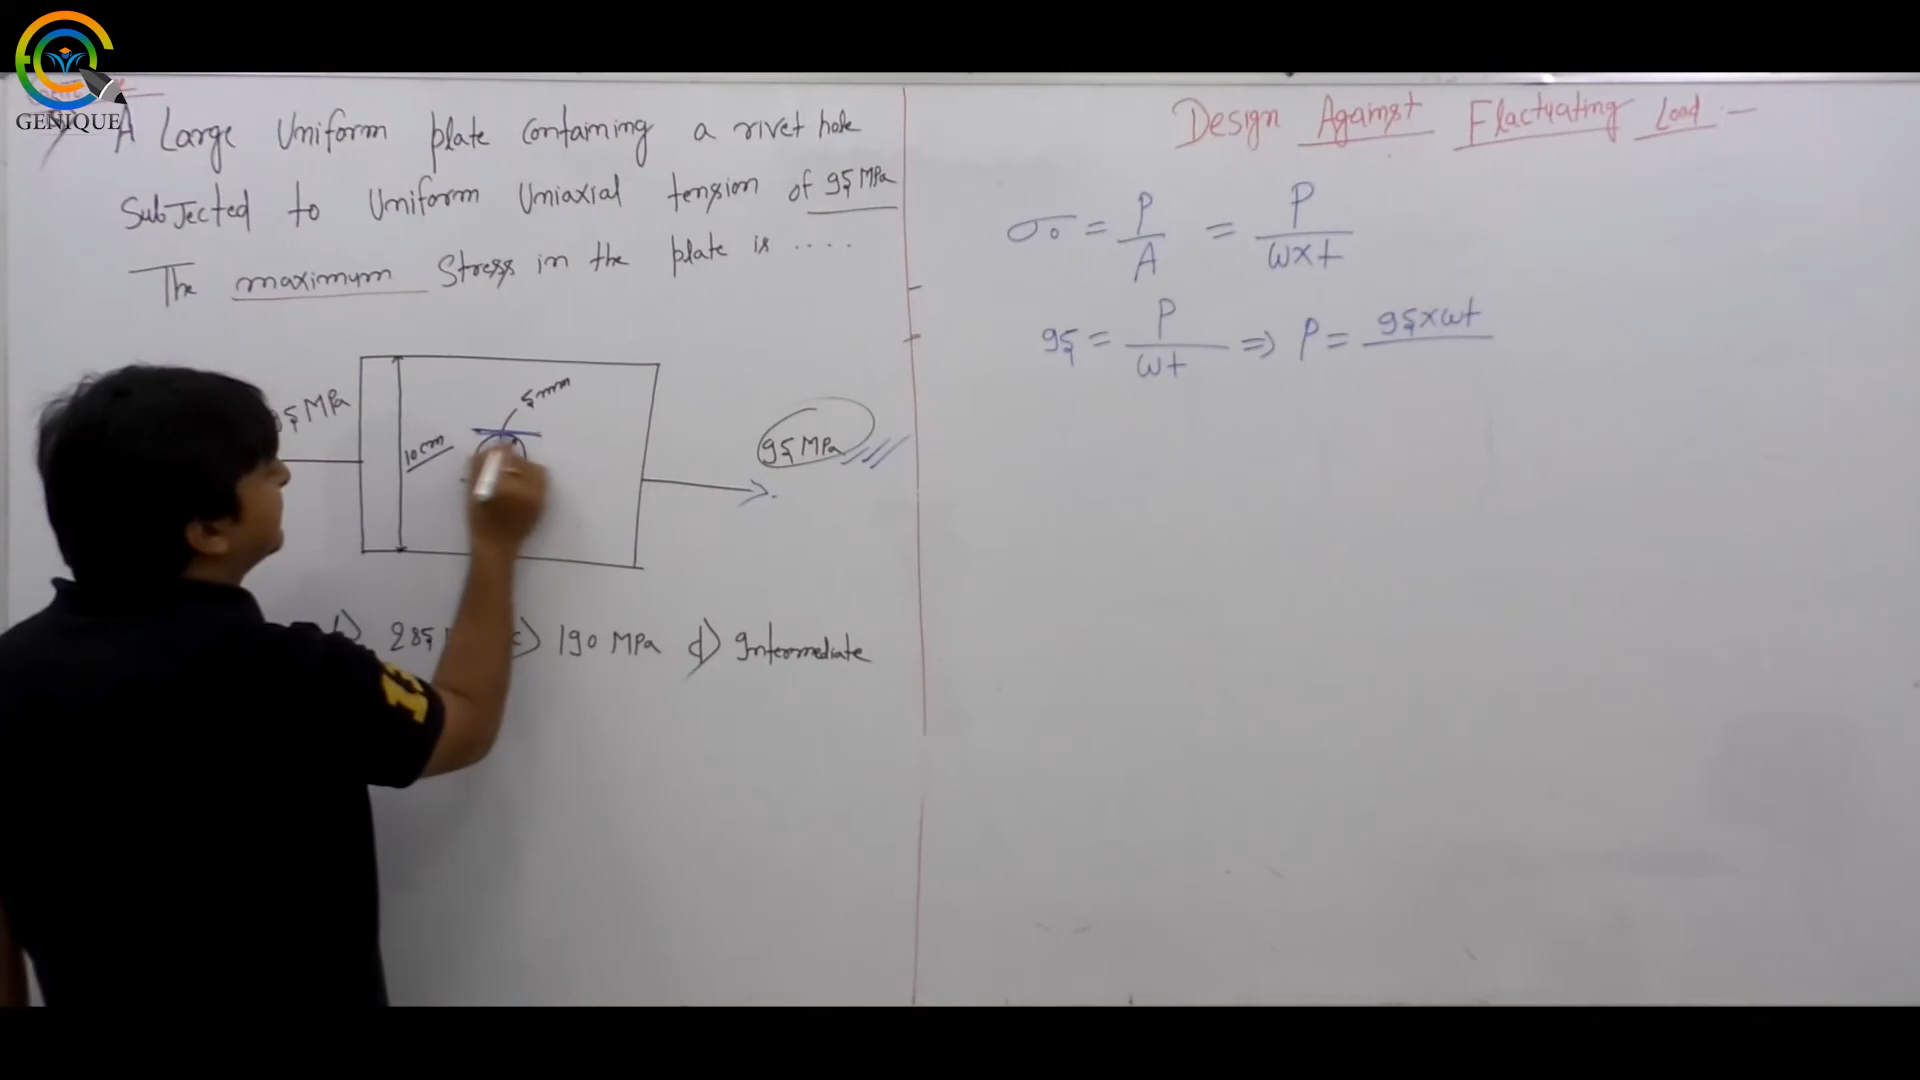 GENIQUE
A Large Uniform plate Containing a rivet hole
SubJected to Uniform Uniaxial tension of 95 MPa
The maximum Stress in the plate is ....
95 MPa
10cm
5mm
95 MPa
b) 285
c) 190 MPa d) Intermediate
Design Against Flactuating Load :-
σ₀ = P/A = P/(w×t)
95 = P/(wt) ⇒ P = 95×wt